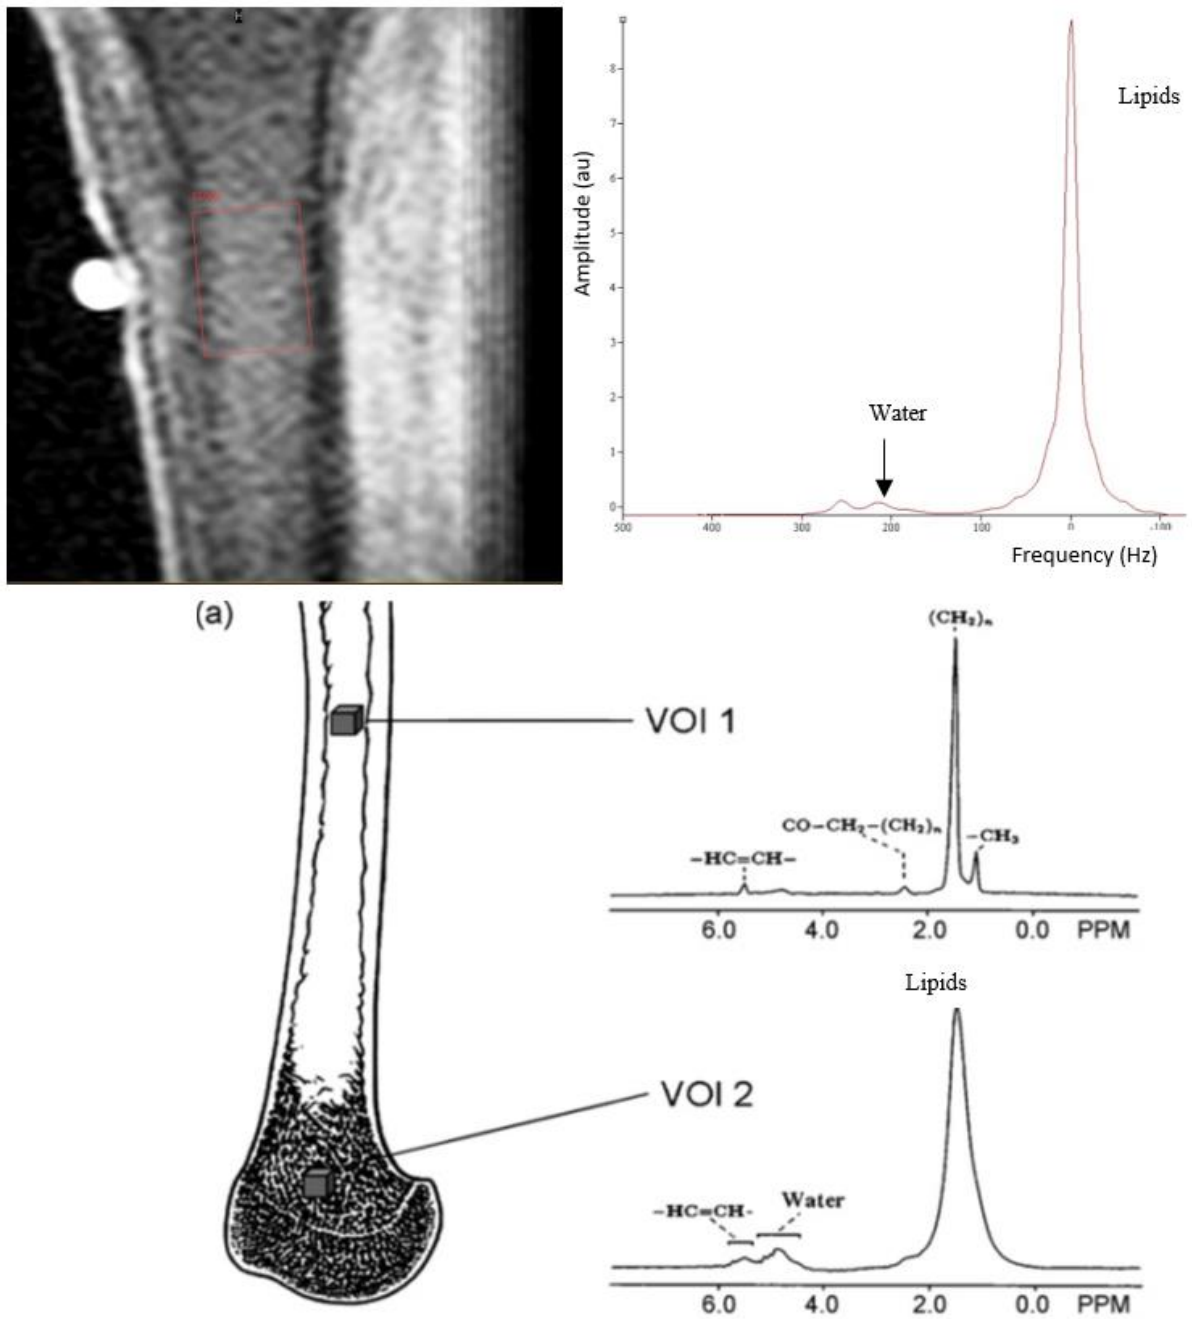 H
Lipids
Amplitude (au)
8
7
6
5
4
3
2
1
0
Water
500 400 300 200 100 0 -100
Frequency (Hz)
(a)
VOI 1
(CH₂)ₙ
CO-CH₂-(CH₂)ₙ
-CH₃
-HC=CH-
6.0 4.0 2.0 0.0 PPM
Lipids
VOI 2
-HC=CH-
Water
6.0 4.0 2.0 0.0 PPM